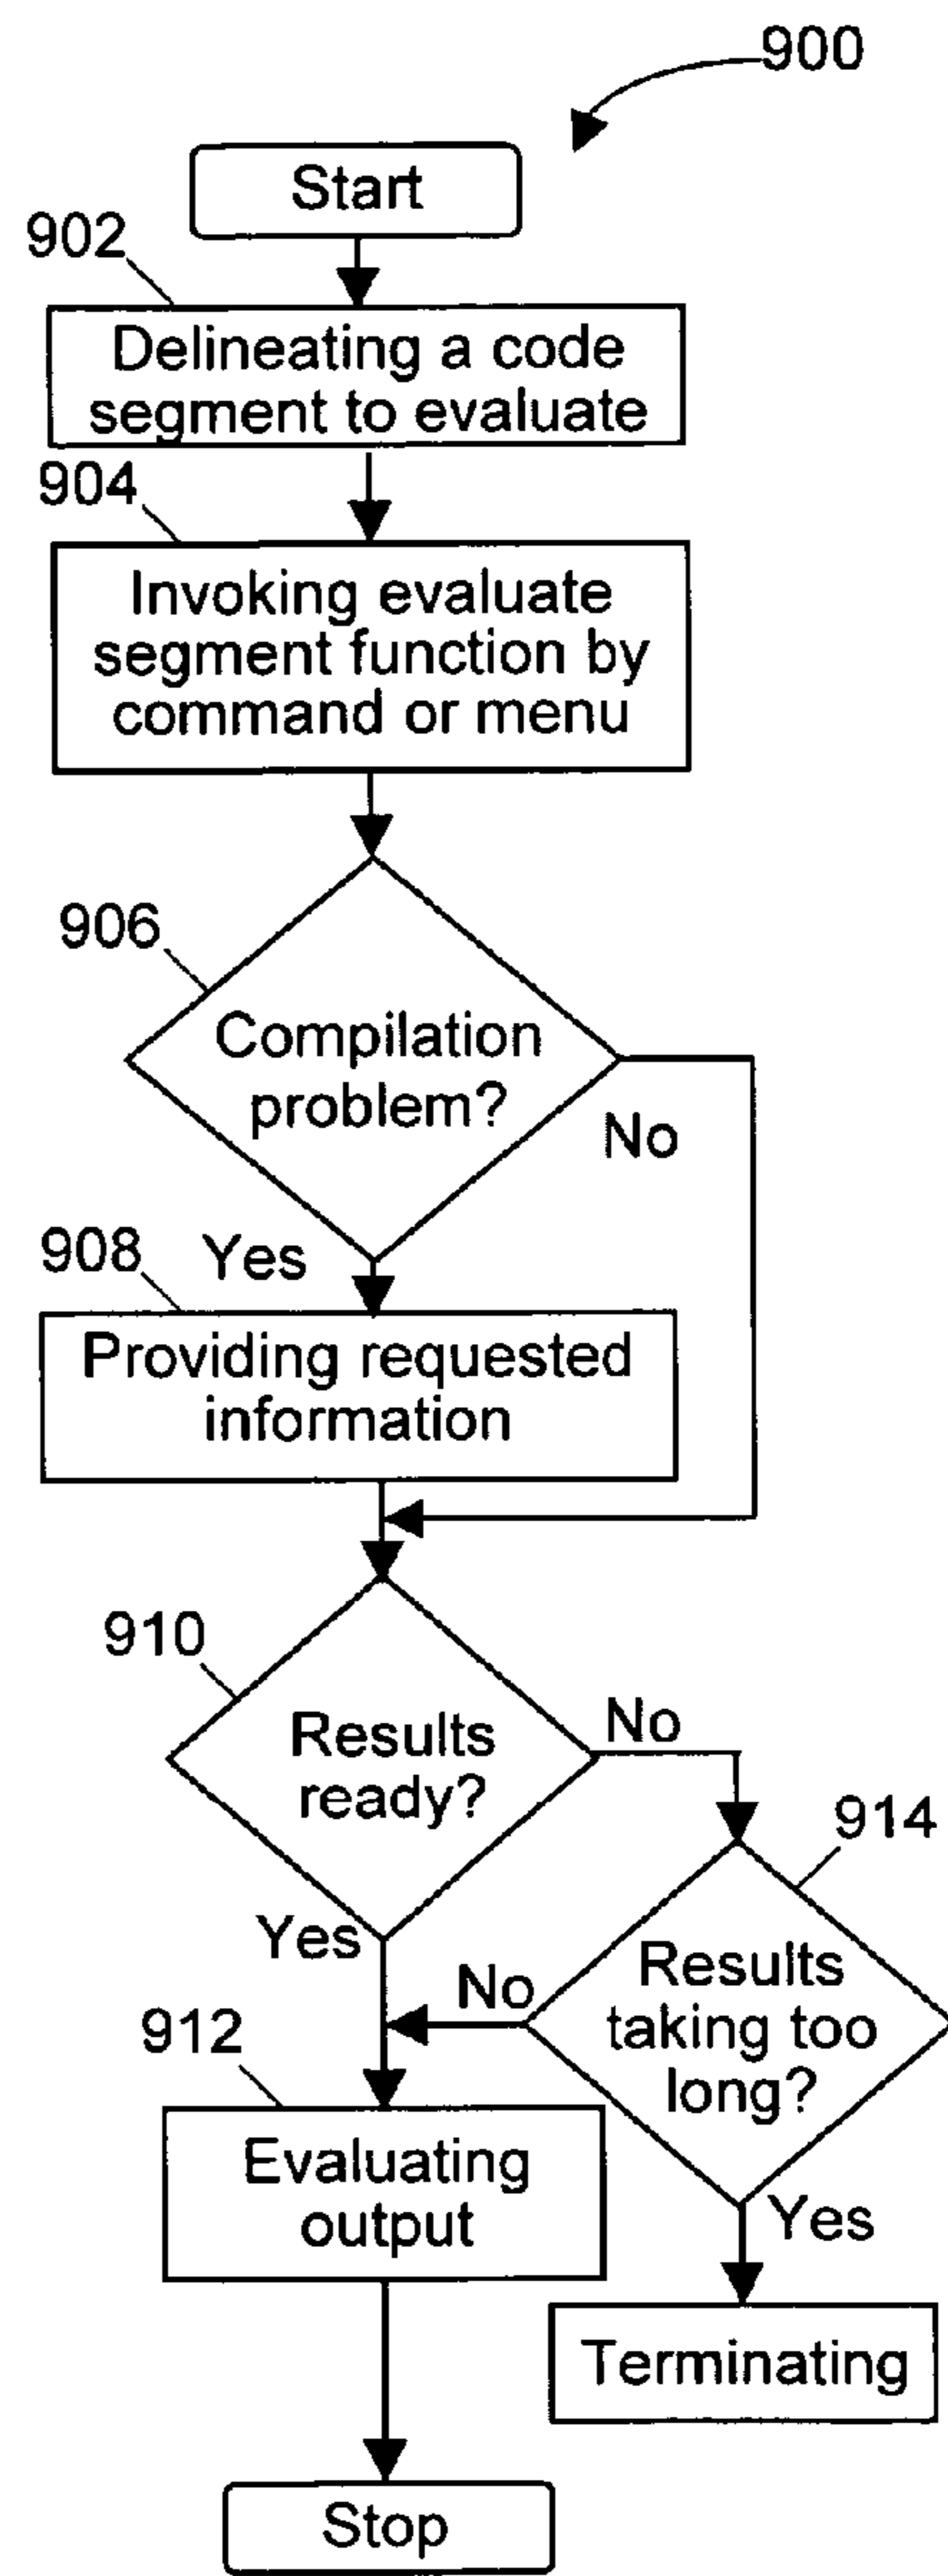 900
Start
902
Delineating a code
segment to evaluate
904
Invoking evaluate
segment function by
command or menu
906
Compilation
problem?
No
908
Yes
Providing requested
information
910
Results
ready?
No
914
Yes
No
Results
taking too
long?
912
Evaluating
output
Yes
Terminating
Stop